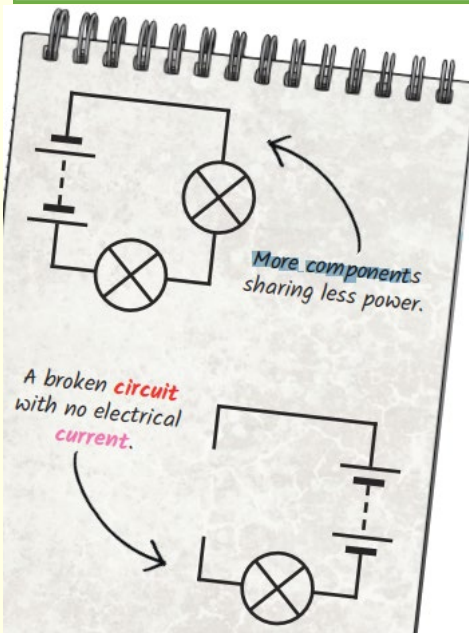 More components
sharing less power.
A broken circuit
with no electrical
current.